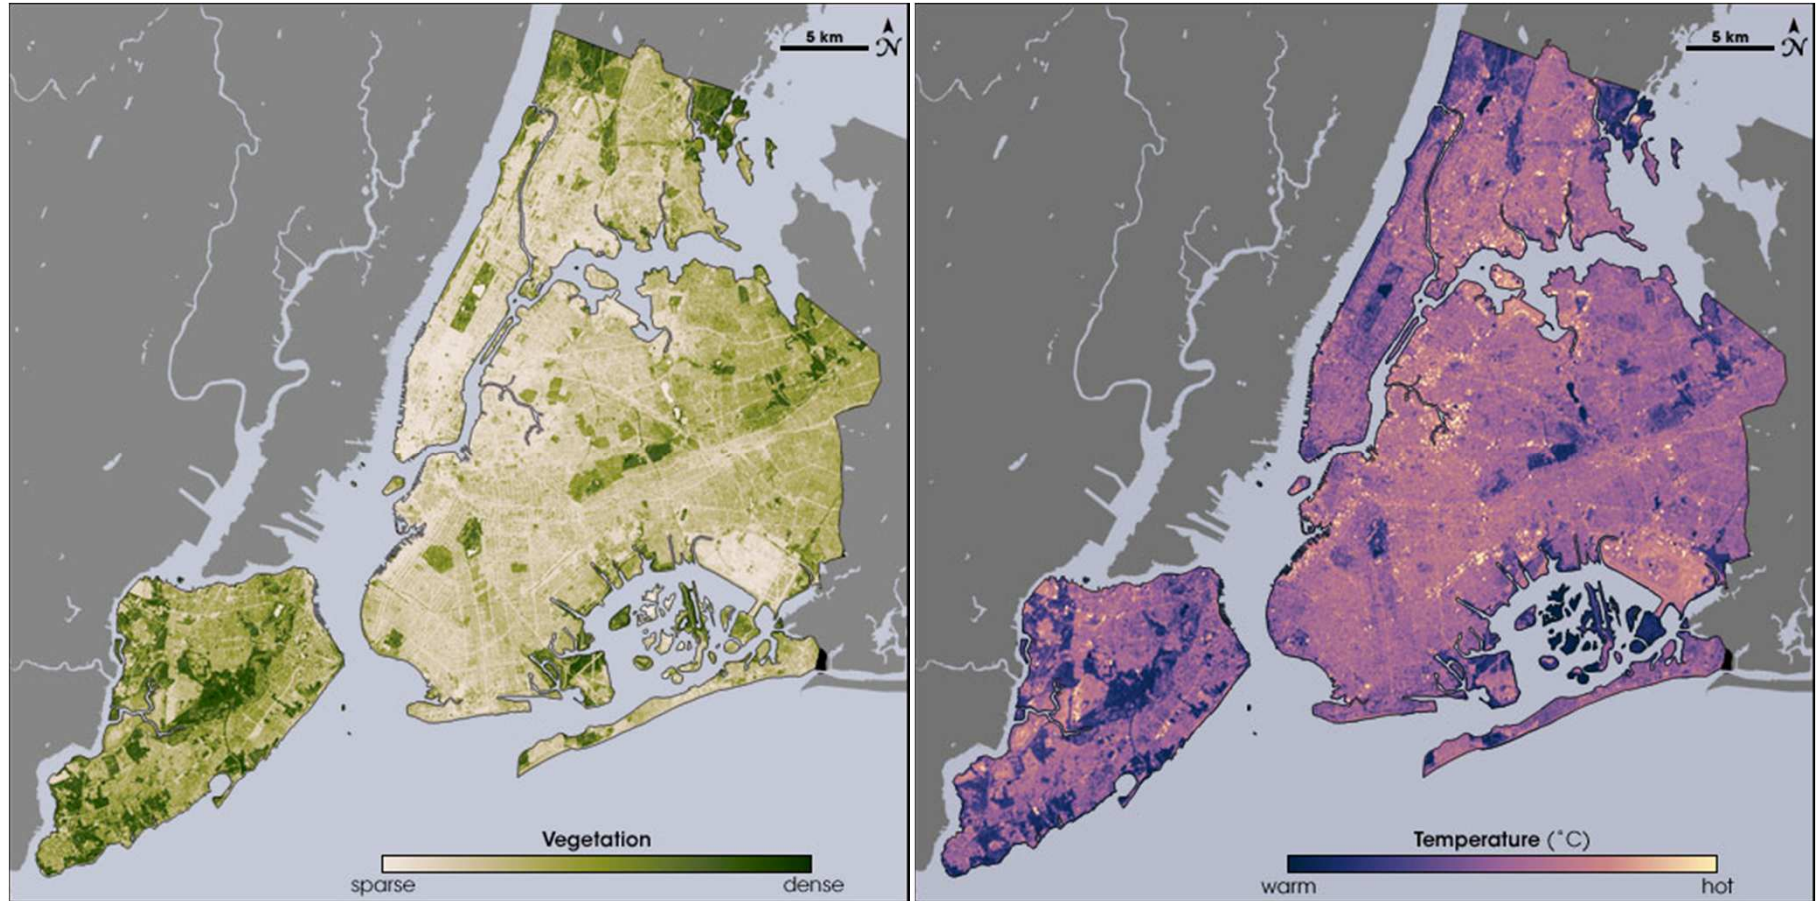 5 km
N
Vegetation
sparse dense
5 km
N
Temperature (°C)
warm hot